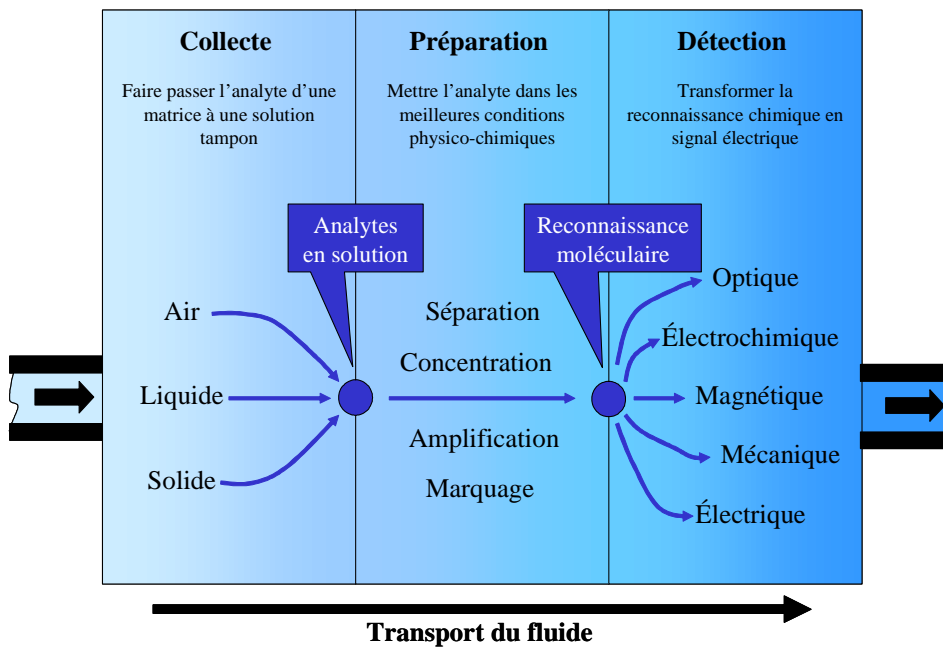 Collecte
Faire passer l'analyte d'une
matrice à une solution
tampon
Préparation
Mettre l'analyte dans les
meilleures conditions
physico-chimiques
Détection
Transformer la
reconnaissance chimique en
signal électrique
Analytes
en solution
Reconnaissance
moléculaire
Air
Liquide
Solide
Séparation
Concentration
Amplification
Marquage
Optique
Électrochimique
Magnétique
Mécanique
Électrique
Transport du fluide